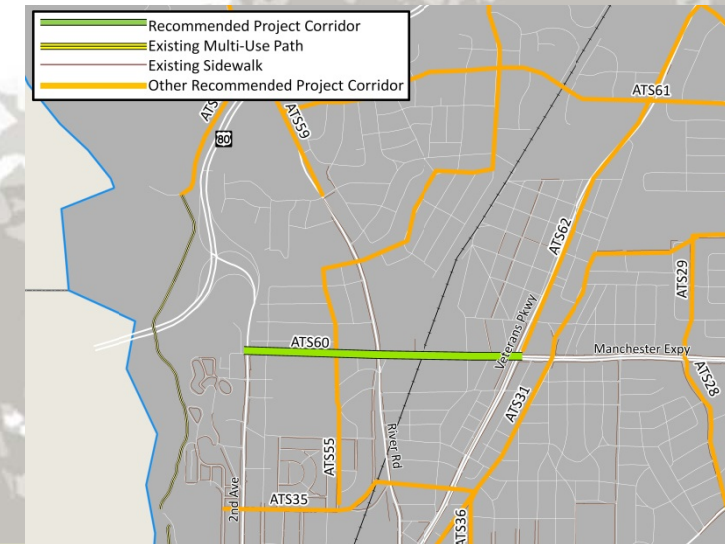 Recommended Project Corridor
Existing Multi-Use Path
Existing Sidewalk
Other Recommended Project Corridor
ATS61
ATS59
80
ATS62
ATS29
Veterans Pkwy
ATS60
Manchester Expy
ATS28
ATS31
River Rd
ATS55
2nd Ave
ATS35
ATS36